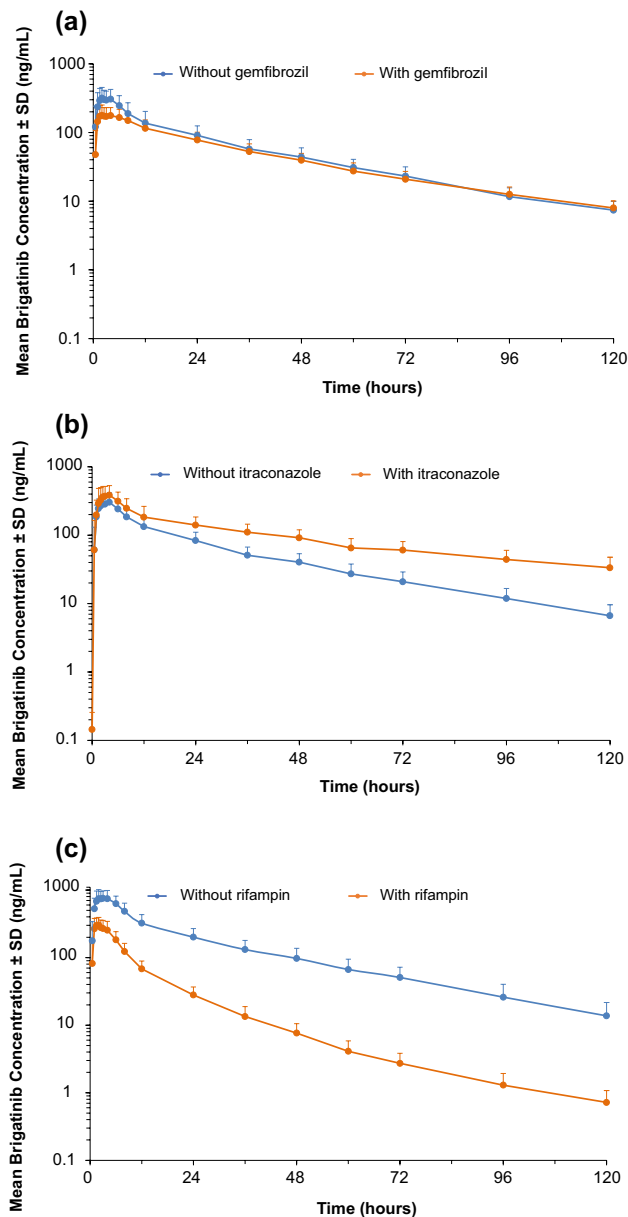 (a)
Mean Brigatinib Concentration ± SD (ng/mL)
1000
100
10
1
0.1
Without gemfibrozil
With gemfibrozil
0 24 48 72 96 120
Time (hours)
(b)
Mean Brigatinib Concentration ± SD (ng/mL)
1000
100
10
1
0.1
Without itraconazole
With itraconazole
0 24 48 72 96 120
Time (hours)
(c)
Mean Brigatinib Concentration ± SD (ng/mL)
1000
100
10
1
0.1
Without rifampin
With rifampin
0 24 48 72 96 120
Time (hours)